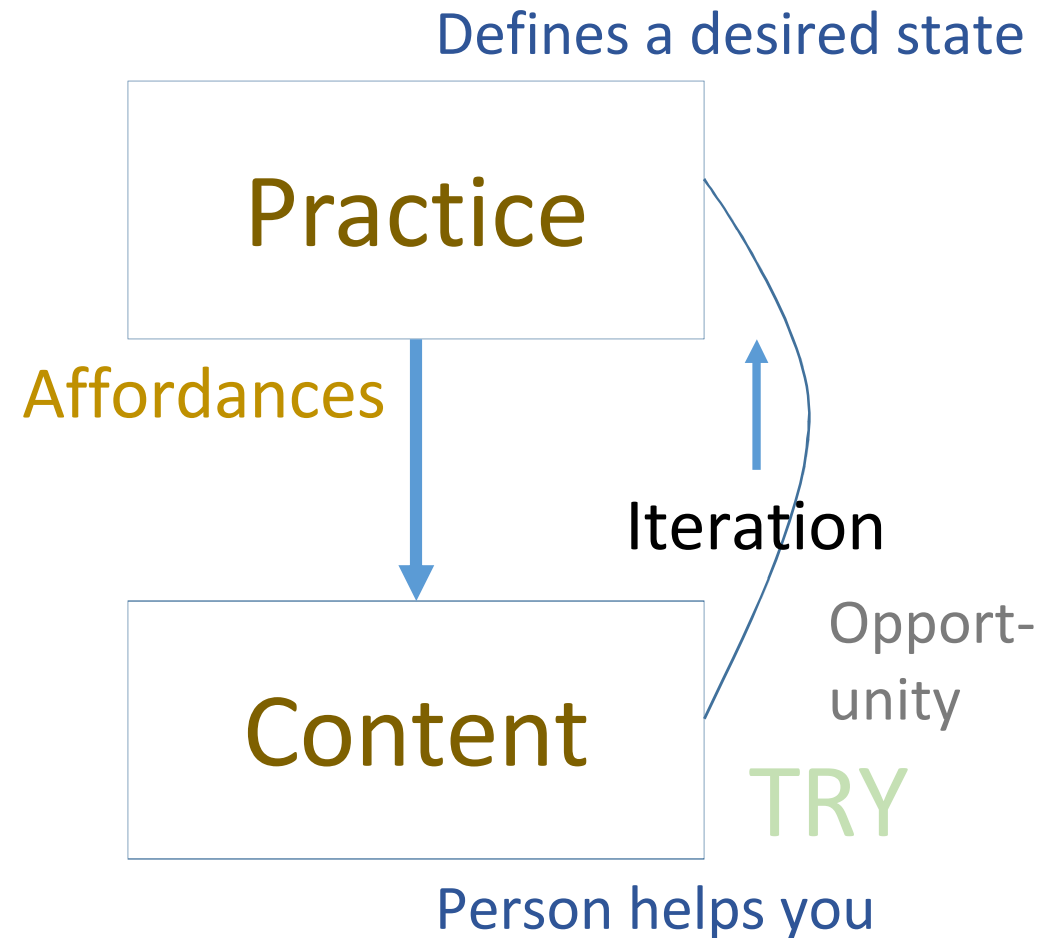 Defines a desired state
Practice
Affordances
Iteration
Opport-
unity
Content
TRY
Person helps you